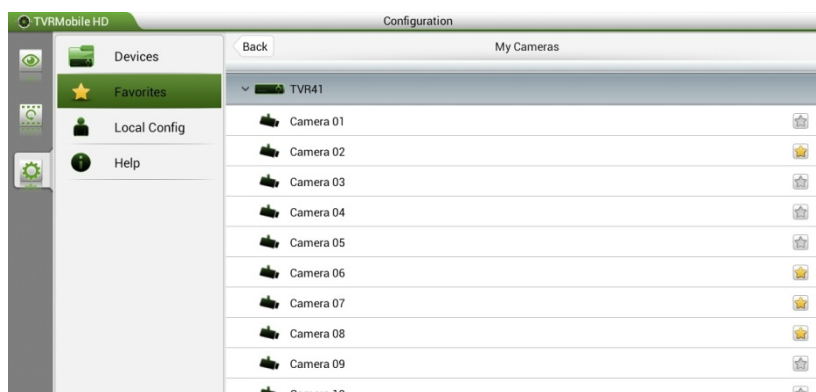 TVRMobile HD
Configuration
Devices
Favorites
Local Config
Help
Back
My Cameras
TVR41
Camera 01
Camera 02
Camera 03
Camera 04
Camera 05
Camera 06
Camera 07
Camera 08
Camera 09